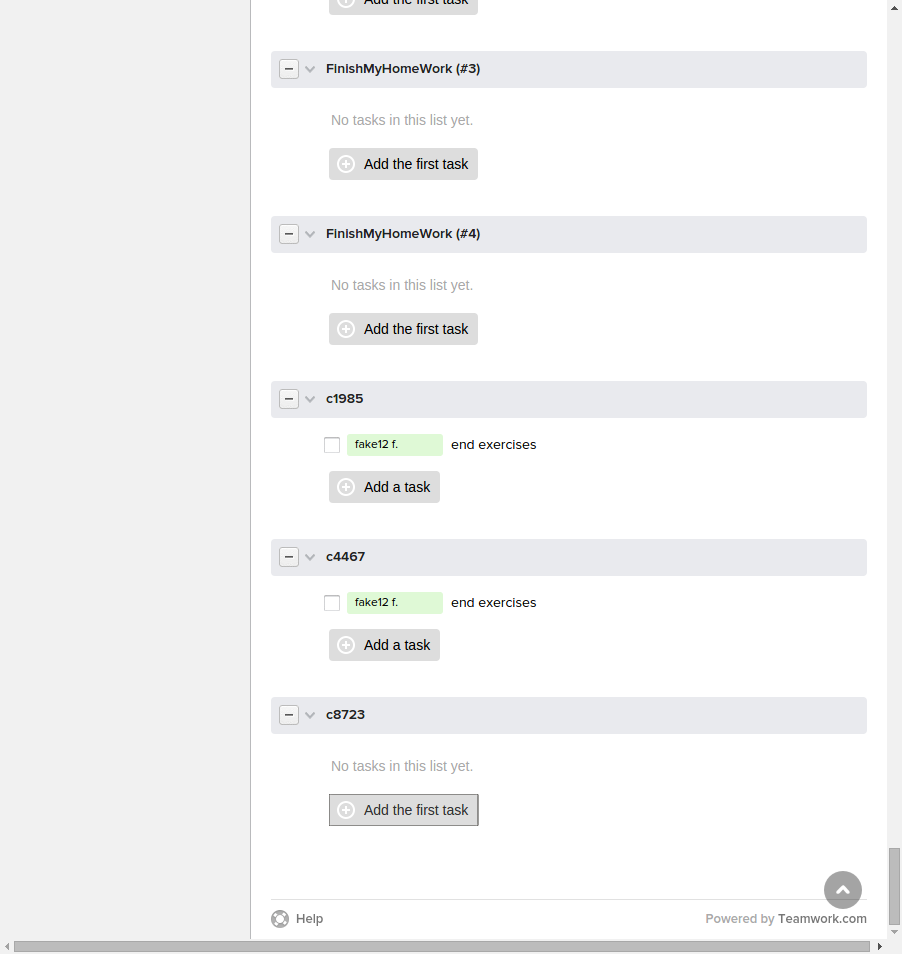 Add the first task
FinishMyHomeWork (#3)
No tasks in this list yet.
Add the first task
FinishMyHomeWork (#4)
No tasks in this list yet.
Add the first task
c1985
fake12 f. end exercises
Add a task
c4467
fake12 f. end exercises
Add a task
c8723
No tasks in this list yet.
Add the first task
Help Powered by Teamwork.com